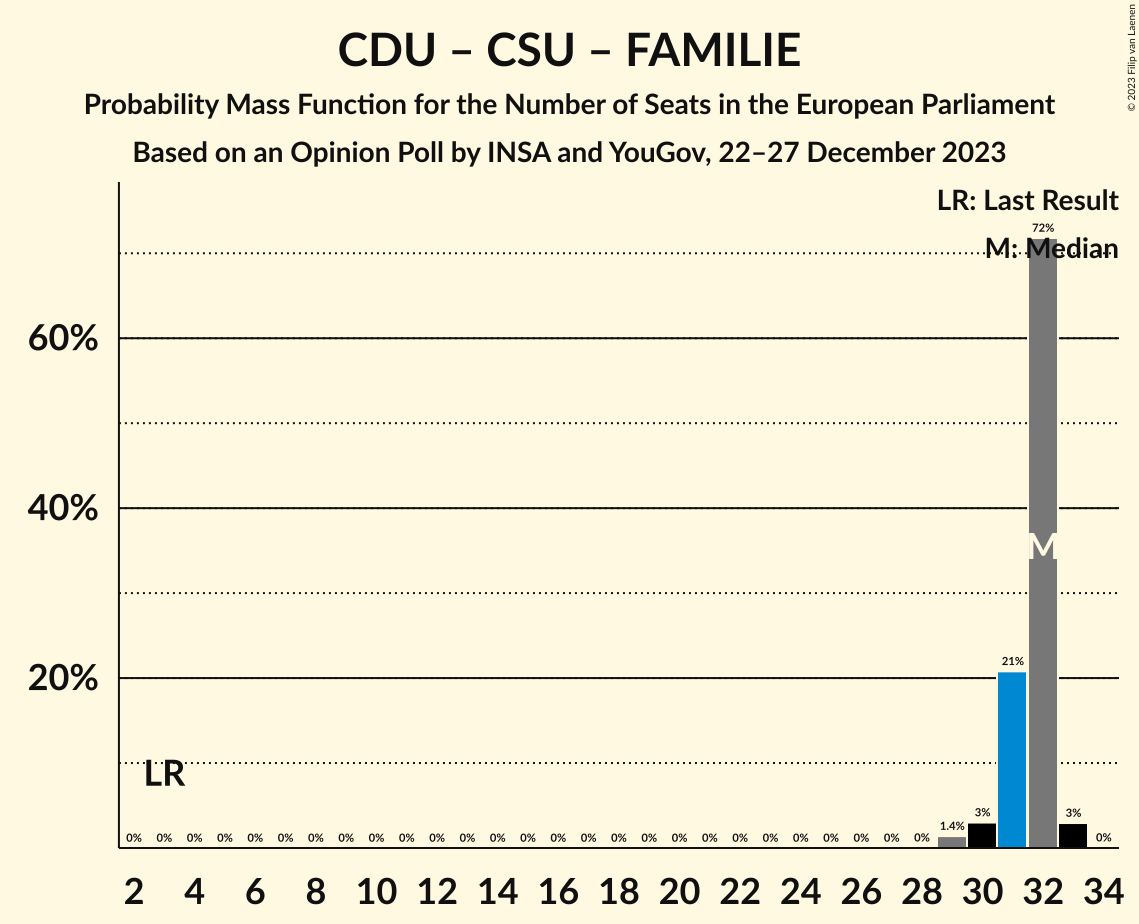 CDU – CSU – FAMILIE
Probability Mass Function for the Number of Seats in the European Parliament
Based on an Opinion Poll by INSA and YouGov, 22–27 December 2023
© 2023 Filip van Laenen
LR: Last Result
M: Median
72%
60%
40%
M
21%
20%
LR
0% 0% 0% 0% 0% 0% 0% 0% 0% 0% 0% 0% 0% 0% 0% 0% 0% 0% 0% 0% 0% 0% 0% 0% 0% 0% 0% 1.4% 3% 3% 0%
2 4 6 8 10 12 14 16 18 20 22 24 26 28 30 32 34